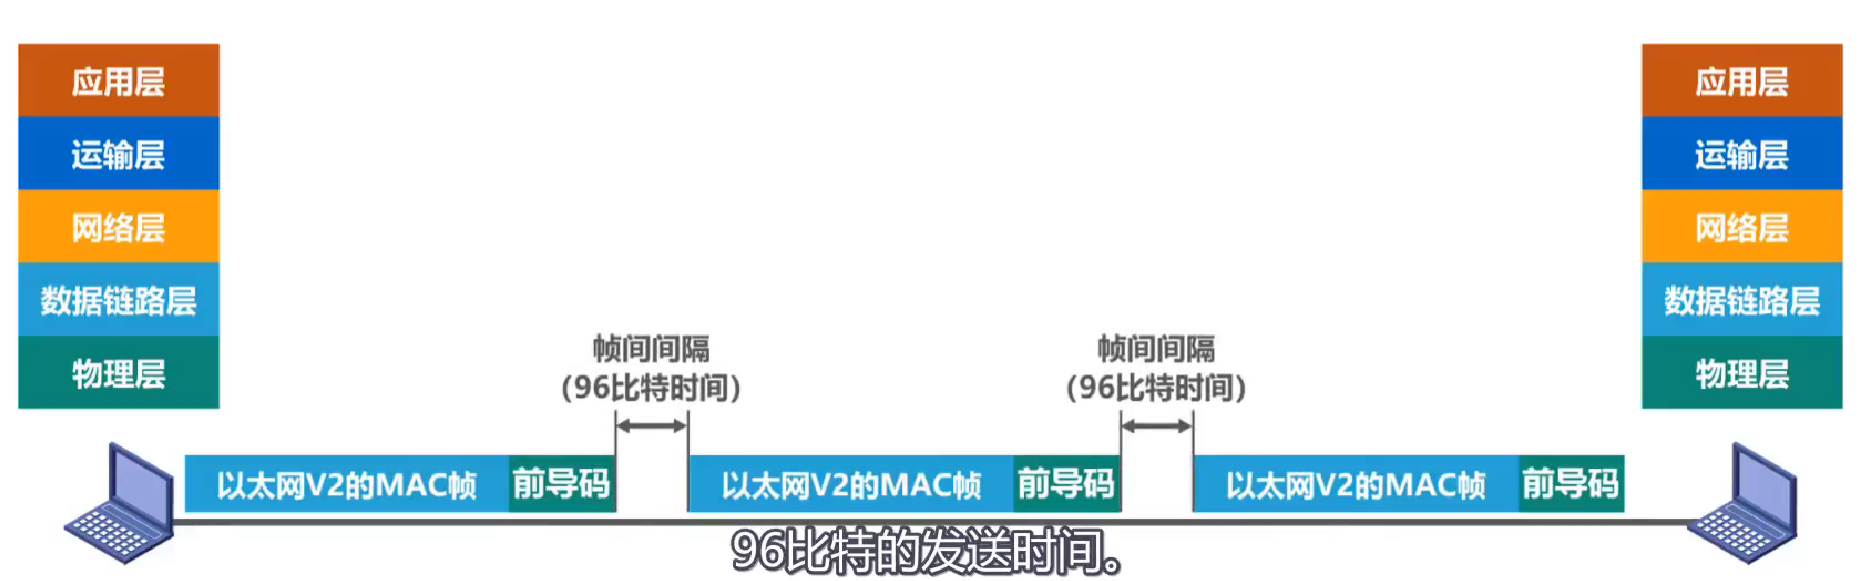 应用层
运输层
网络层
数据链路层
物理层
应用层
运输层
网络层
数据链路层
物理层
帧间间隔
(96比特时间)
帧间间隔
(96比特时间)
以太网V2的MAC帧 前导码 以太网V2的MAC帧 前导码 以太网V2的MAC帧 前导码
96比特的发送时间。